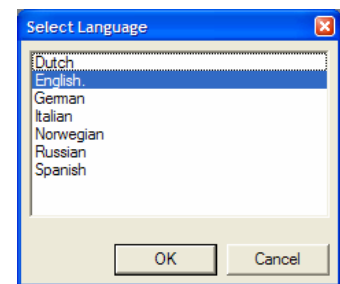 Select Language
Dutch
English.
German
Italian
Norwegian
Russian
Spanish
OK Cancel